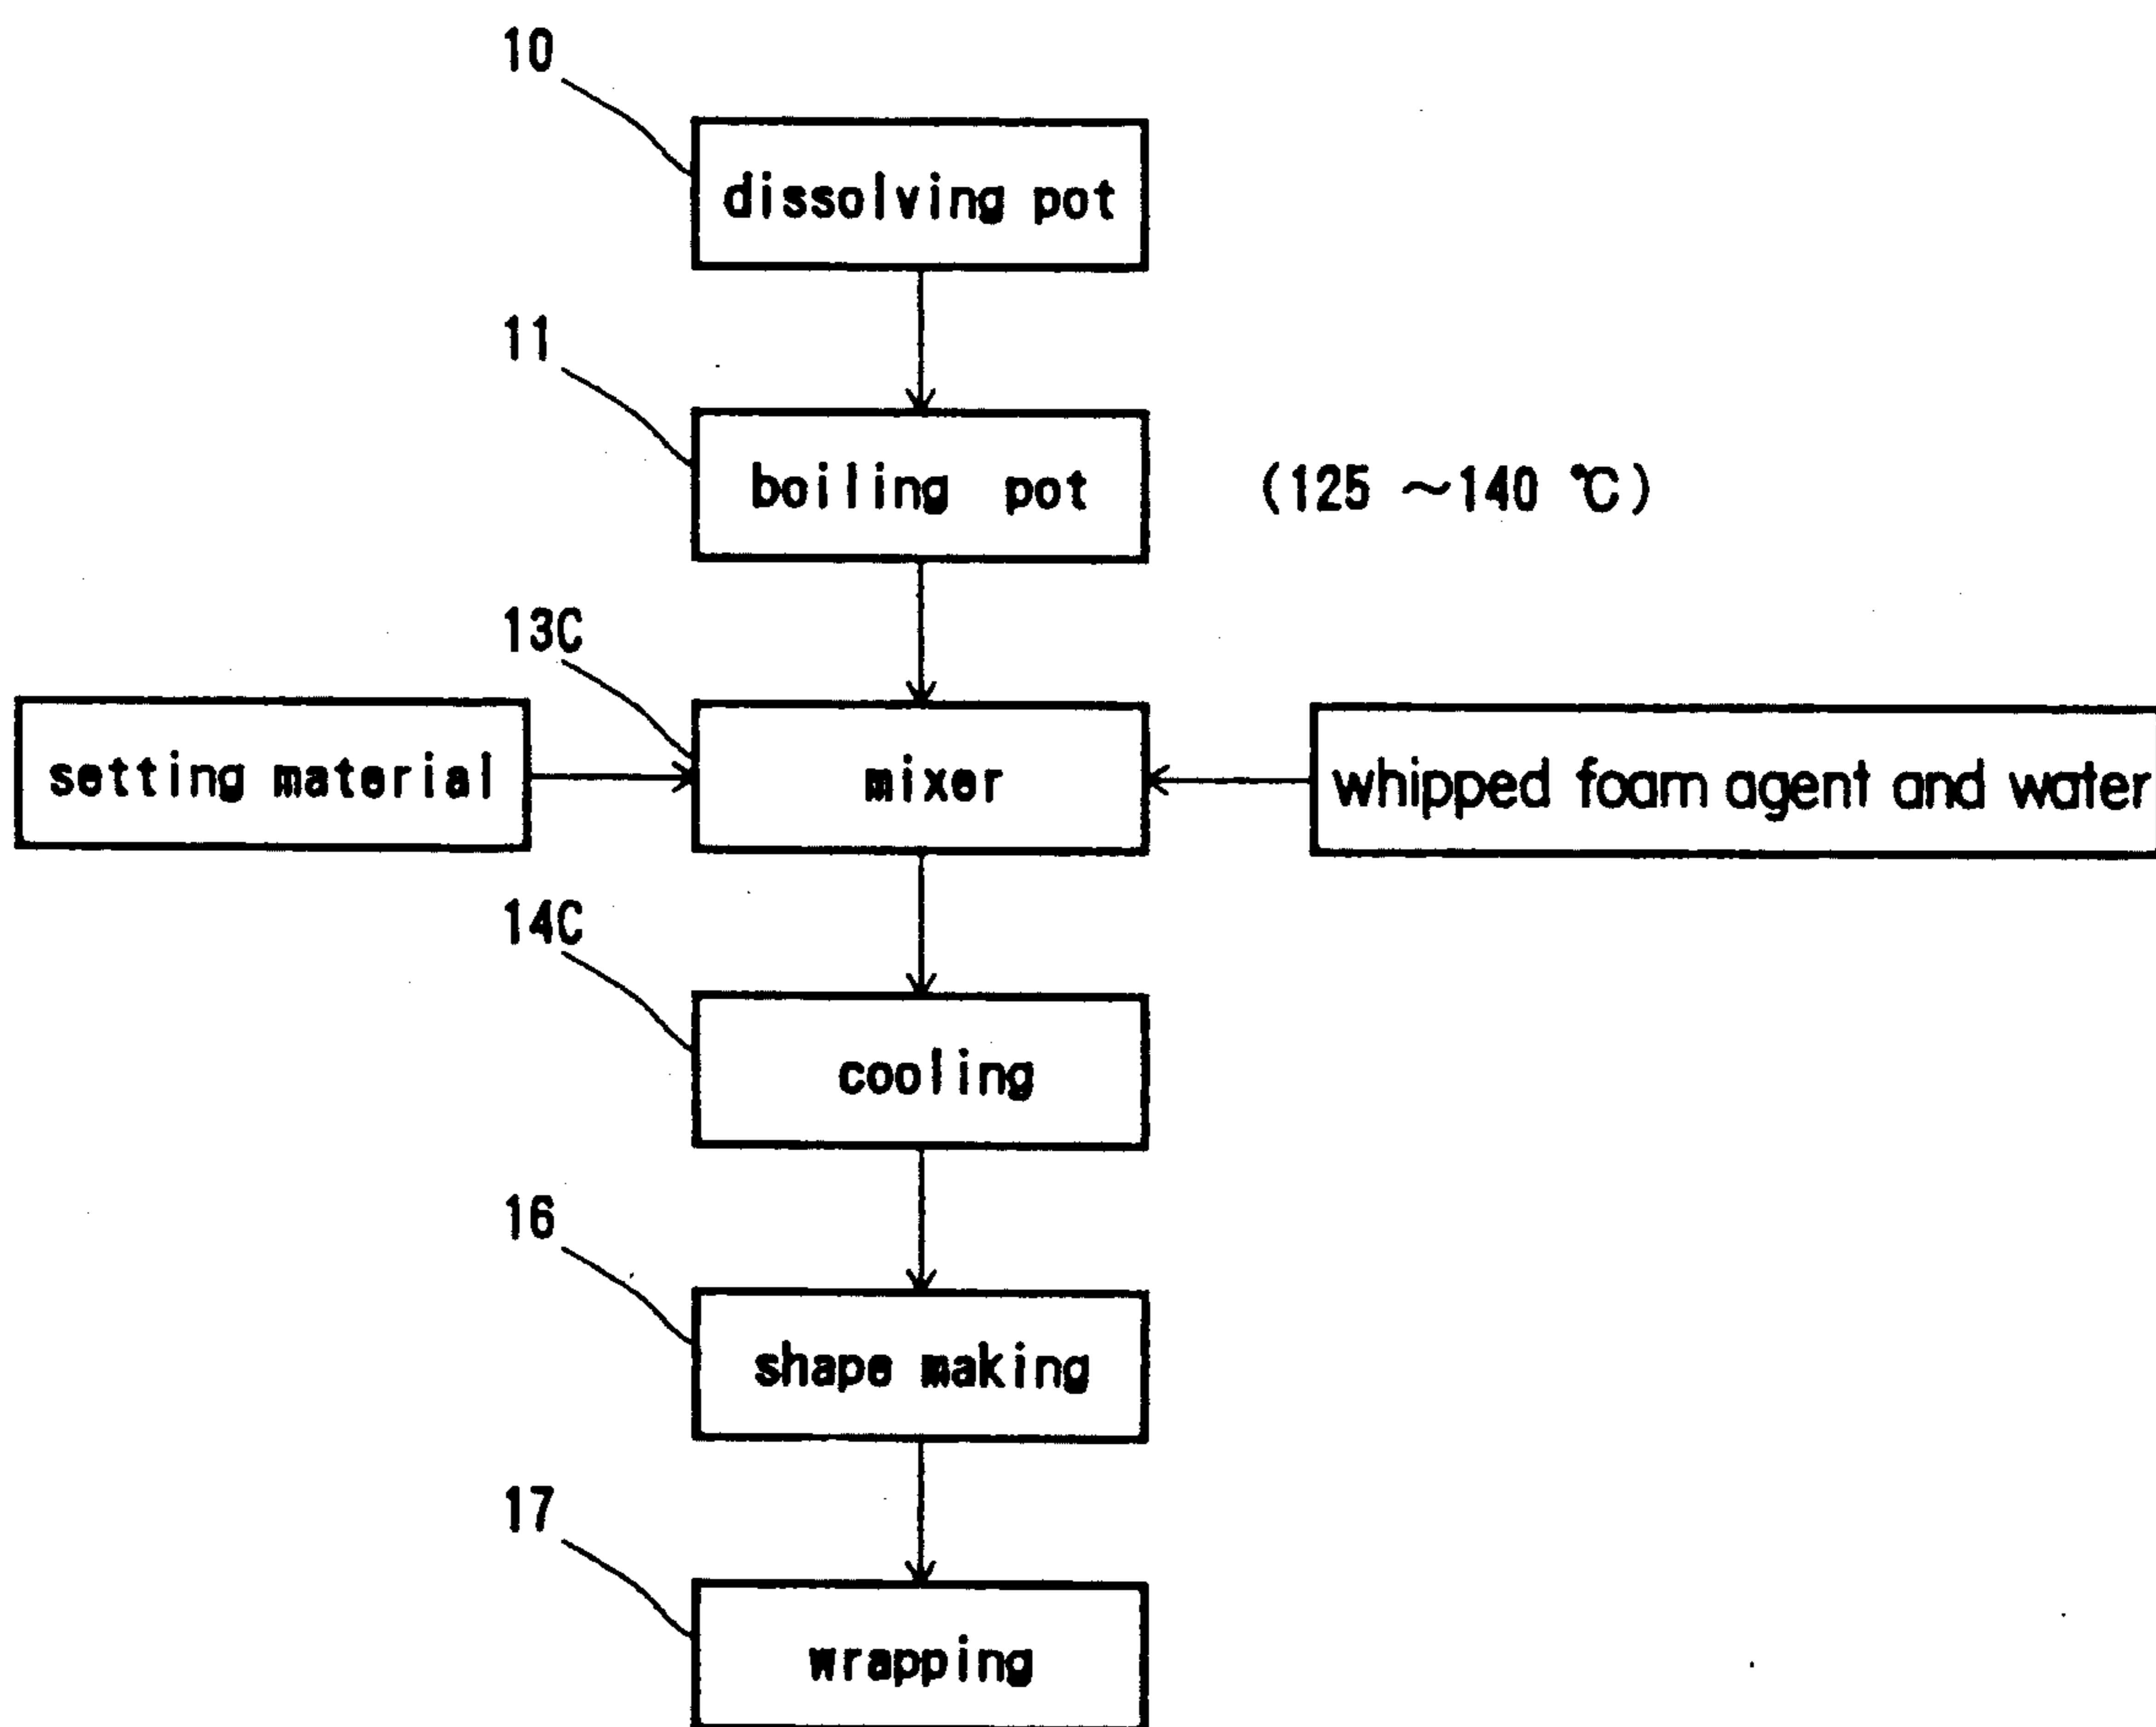 10
dissolving pot
11
boiling pot (125 ~140 ℃)
13C
setting material
mixer
whipped foam agent and water
14C
cooling
16
shape making
17
wrapping